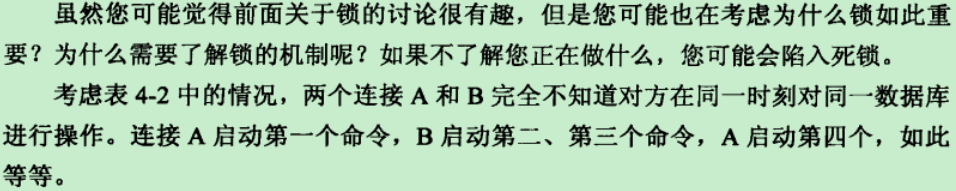 虽然您可能觉得前面关于锁的讨论很有趣，但是您可能也在考虑为什么锁如此重
要？为什么需要了解锁的机制呢？如果不了解您正在做什么，您可能会陷入死锁。
考虑表 4-2 中的情况，两个连接 A 和 B 完全不知道对方在同一时刻对同一数据库
进行操作。连接 A 启动第一个命令，B 启动第二、第三个命令，A 启动第四个，如此
等等。